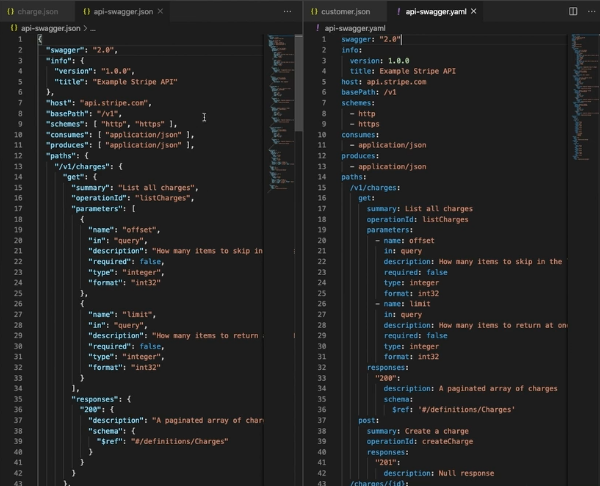 charge.json
api-swagger.json
api-swagger.json > ...
1 {
2 "swagger": "2.0",
3 "info": {
4 "version": "1.0.0",
5 "title": "Example Stripe API"
6 },
7 "host": "api.stripe.com",
8 "basePath": "/v1",
9 "schemes": [ "http", "https" ],
10 "consumes": [ "application/json" ],
11 "produces": [ "application/json" ],
12 "paths": {
13 "/v1/charges": {
14 "get": {
15 "summary": "List all charges",
16 "operationId": "listCharges",
17 "parameters": [
18 {
19 "name": "offset",
20 "in": "query",
21 "description": "How many items to skip in
22 "required": false,
23 "type": "integer",
24 "format": "int32"
25 },
26 {
27 "name": "limit",
28 "in": "query",
29 "description": "How many items to return
30 "required": false,
31 "type": "integer",
32 "format": "int32"
33 }
34 ],
35 "responses": {
36 "200": {
37 "description": "A paginated array of
38 "schema": {
39 "$ref": "#/definitions/Charges"
40 }
41 }
42 }
43 },
customer.json
api-swagger.yaml
api-swagger.yaml
1 swagger: "2.0"
2 info:
3 version: 1.0.0
4 title: Example Stripe API
5 host: api.stripe.com
6 basePath: /v1
7 schemes:
8 - http
9 - https
10 consumes:
11 - application/json
12 produces:
13 - application/json
14 paths:
15 /v1/charges:
16 get:
17 summary: List all charges
18 operationId: listCharges
19 parameters:
20 - name: offset
21 in: query
22 description: How many items to skip in the
23 required: false
24 type: integer
25 format: int32
26 - name: limit
27 in: query
28 description: How many items to return at
29 required: false
30 type: integer
31 format: int32
32 responses:
33 "200":
34 description: A paginated array of charges
35 schema:
36 $ref: '#/definitions/Charges'
37 post:
38 summary: Create a charge
39 operationId: createCharge
40 responses:
41 "201":
42 description: Null response
43 /charges/{id}: